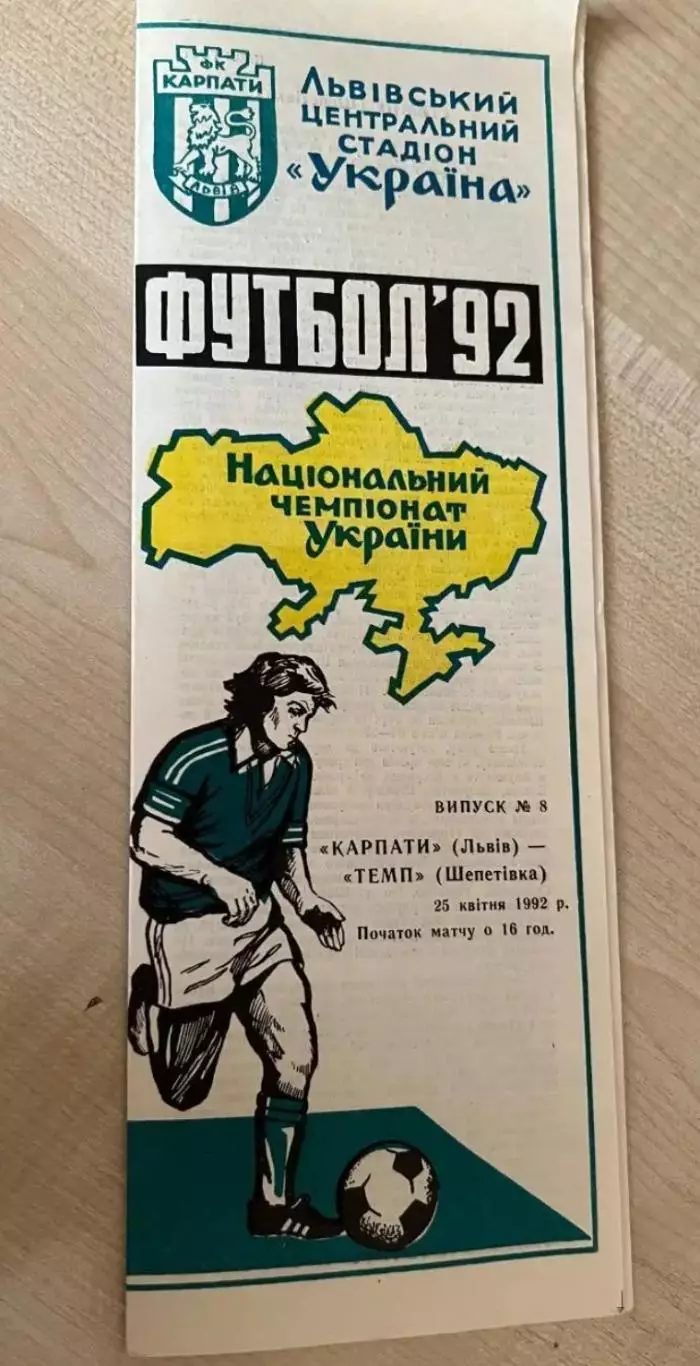 ФК
КАРПАТИ
ЛЬВІВ
ЛЬВІВСЬКИЙ
ЦЕНТРАЛЬНИЙ
СТАДІОН
«Україна»
ФУТБОЛ'92
НАЦІОНАЛЬНИЙ
ЧЕМПІОНАТ
УКРАЇНИ
ВИПУСК № 8
«КАРПАТИ» (Львів) —
«ТЕМП» (Шепетівка)
25 квітня 1992 р.
Початок матчу о 16 год.